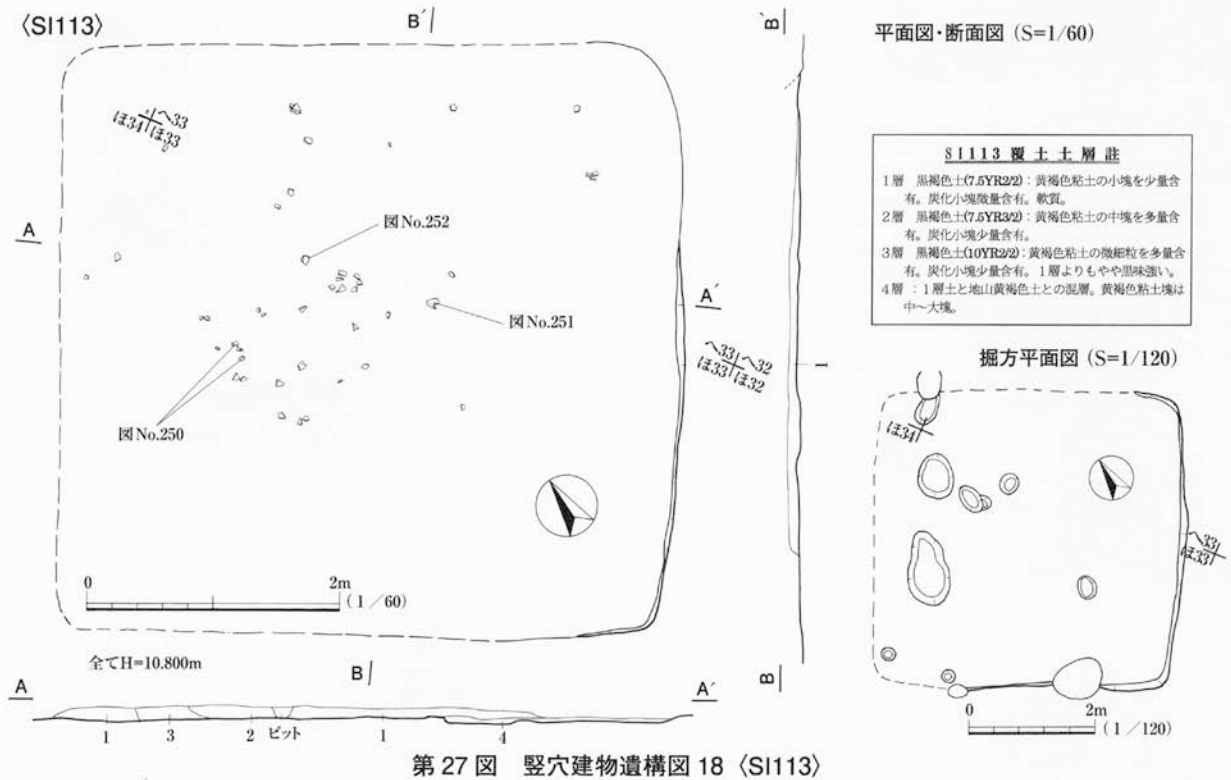 〈SI113〉
B´
B`
平面図・断面図 (S=1/60)
へ33
ほ34 ほ33
SI113 覆土土層註
1層 黒褐色土(7.5YR2/2)：黄褐色粘土の小塊を少量含
有。炭化小塊微量含有。軟質。
2層 黒褐色土(7.5YR3/2)：黄褐色粘土の中塊を多量含
有。炭化小塊少量含有。
3層 黒褐色土(10YR2/2)：黄褐色粘土の微細粒を多量含
有。炭化小塊少量含有。1層よりもやや黒味強い。
4層 ：1層土と地山黄褐色土との混層。黄褐色粘土塊は
中〜大塊。
図No.252
A
A´
図No.251
へ33 へ32
ほ33 ほ32
1
掘方平面図 (S=1/120)
ほ34
図No.250
へ33
ほ33
0 2m
(1／60)
全てH=10.800m
B
B
A
A´
1 3 2 ピット 1 4
0 2m
(1／120)
第27図 竪穴建物遺構図18〈SI113〉